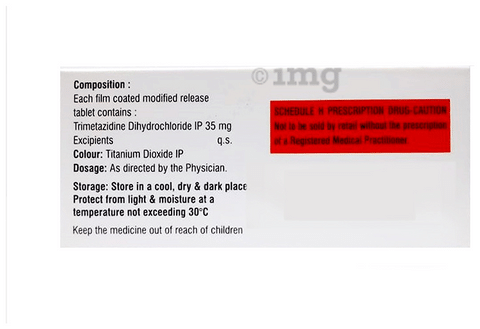 ©1mg
Composition :
Each film coated modified release
tablet contains :
Trimetazidine Dihydrochloride IP 35 mg
Excipients q.s.
Colour: Titanium Dioxide IP
Dosage: As directed by the Physician.
Storage: Store in a cool, dry & dark place
Protect from light & moisture at a
temperature not exceeding 30°C
Keep the medicine out of reach of children
SCHEDULE H PRESCRIPTION DRUG-CAUTION
Not to be sold by retail without the prescription
of a Registered Medical Practitioner.